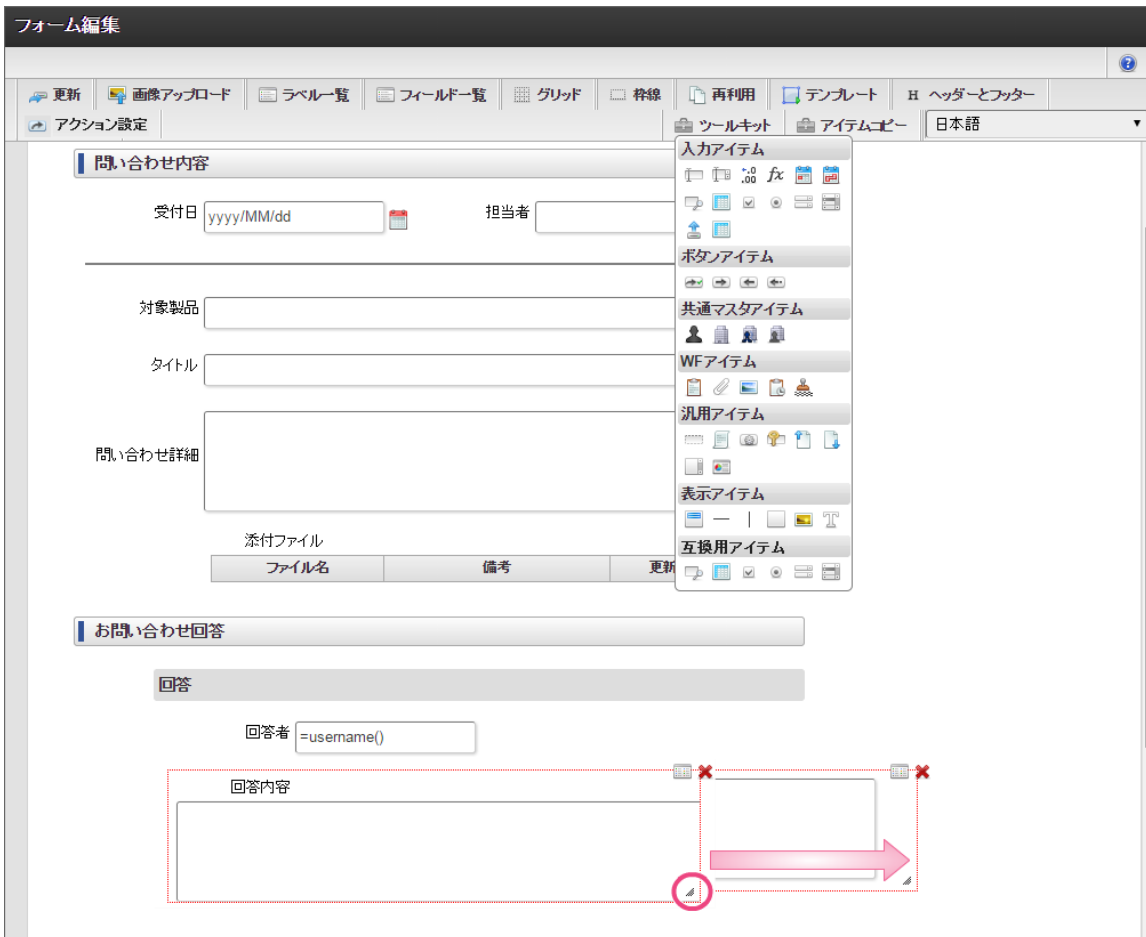 フォーム編集
更新 画像アップロード ラベル一覧 フィールド一覧 グリッド 枠線 再利用 テンプレート H ヘッダーとフッター
アクション設定 ツールキット アイテムコピー 日本語
問い合わせ内容
受付日 yyyy/MM/dd 担当者
対象製品
タイトル
問い合わせ詳細
添付ファイル
ファイル名 備考 更新
入力アイテム
+.0
.00 fx
ボタンアイテム
共通マスタアイテム
WFアイテム
汎用アイテム
表示アイテム
T
互換用アイテム
お問い合わせ回答
回答
回答者 =username()
回答内容